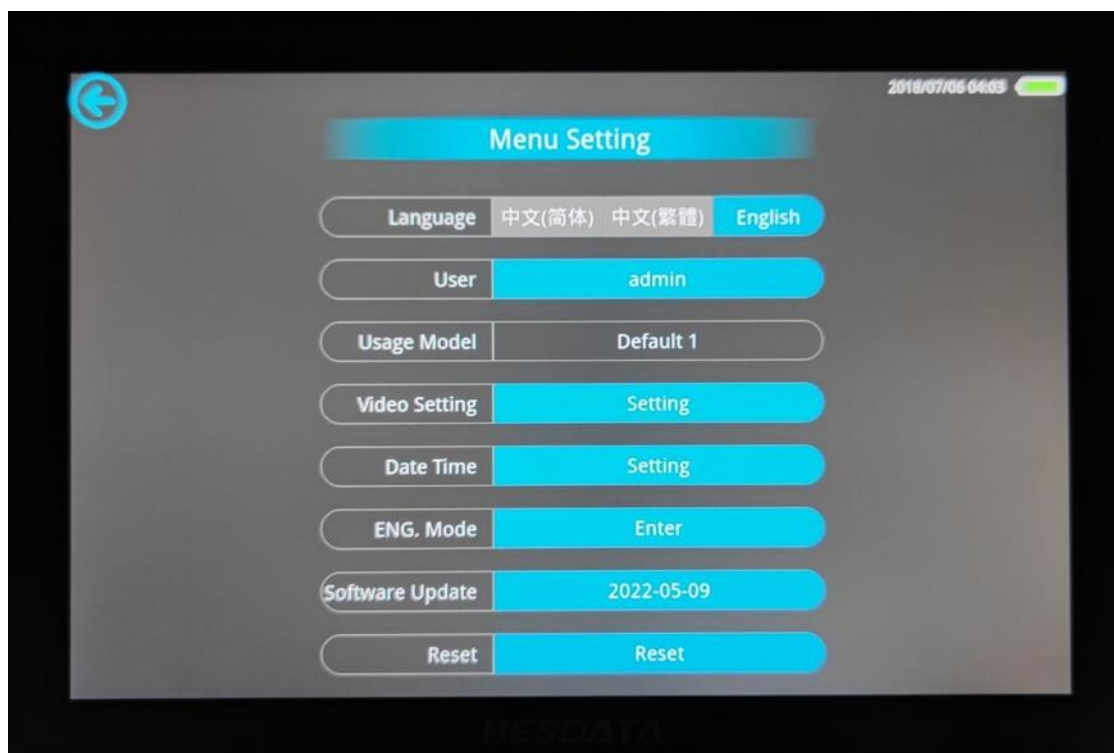 2018/07/06 04:03
Menu Setting
Language 中文(简体) 中文(繁體) English
User admin
Usage Model Default 1
Video Setting Setting
Date Time Setting
ENG. Mode Enter
Software Update 2022-05-09
Reset Reset
RESDATA